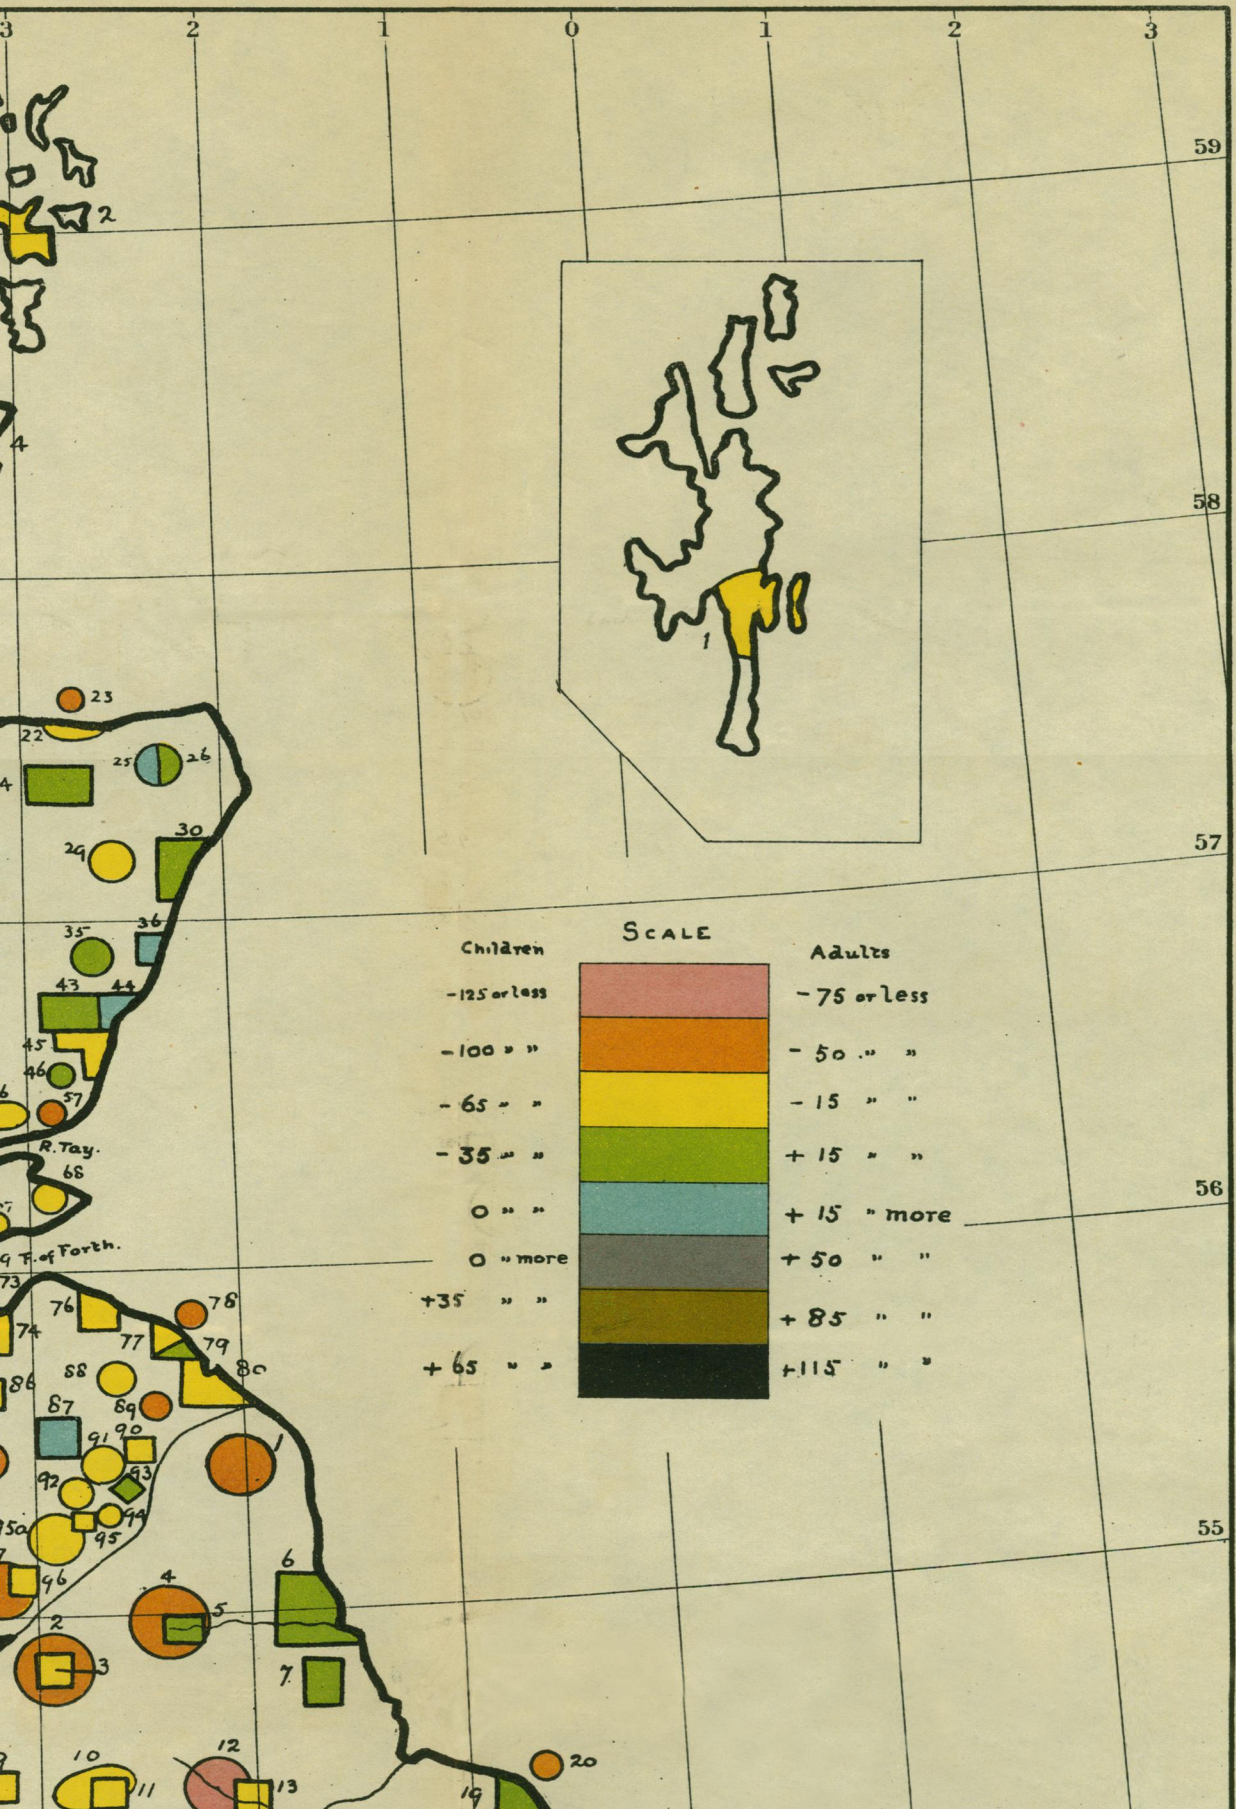 3 2 1 0 1 2 3
59
2
4
58
1
23
22
25 26
4
57
29 30
35 36
SCALE
Children Adults
-125 or less - 75 or less
-100 " " - 50 " "
- 65 " " - 15 " "
- 35 " " + 15 " "
0 " " + 15 " more
0 " more + 50 " "
+35 " " + 85 " "
+ 65 " " +115 " "
43 44
45
46
6 57
R. Tay.
68
56
9 F. of Forth.
73
76 78
74 77 79
80
88
86 89
87
91 90
1
92 93
94
95a 95
55
96
4 6
5
2
3
7
12
9 10 20
11 13 19